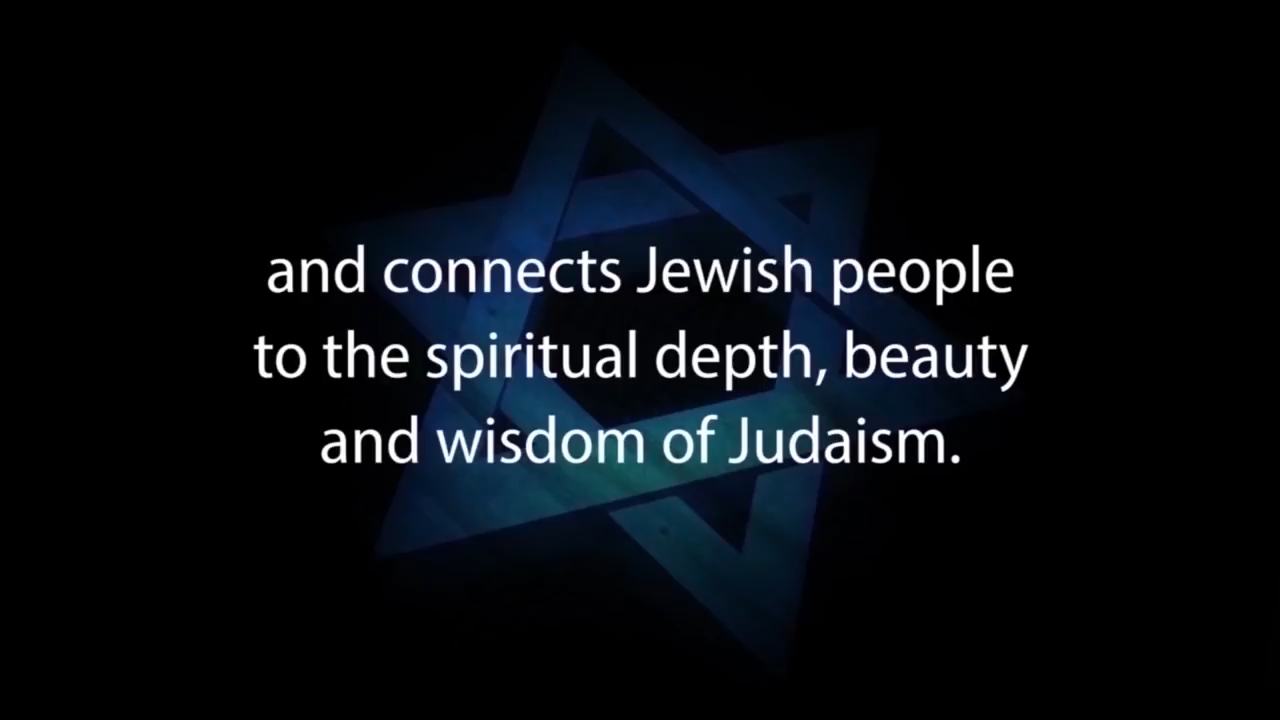 and connects Jewish people
to the spiritual depth, beauty
and wisdom of Judaism.